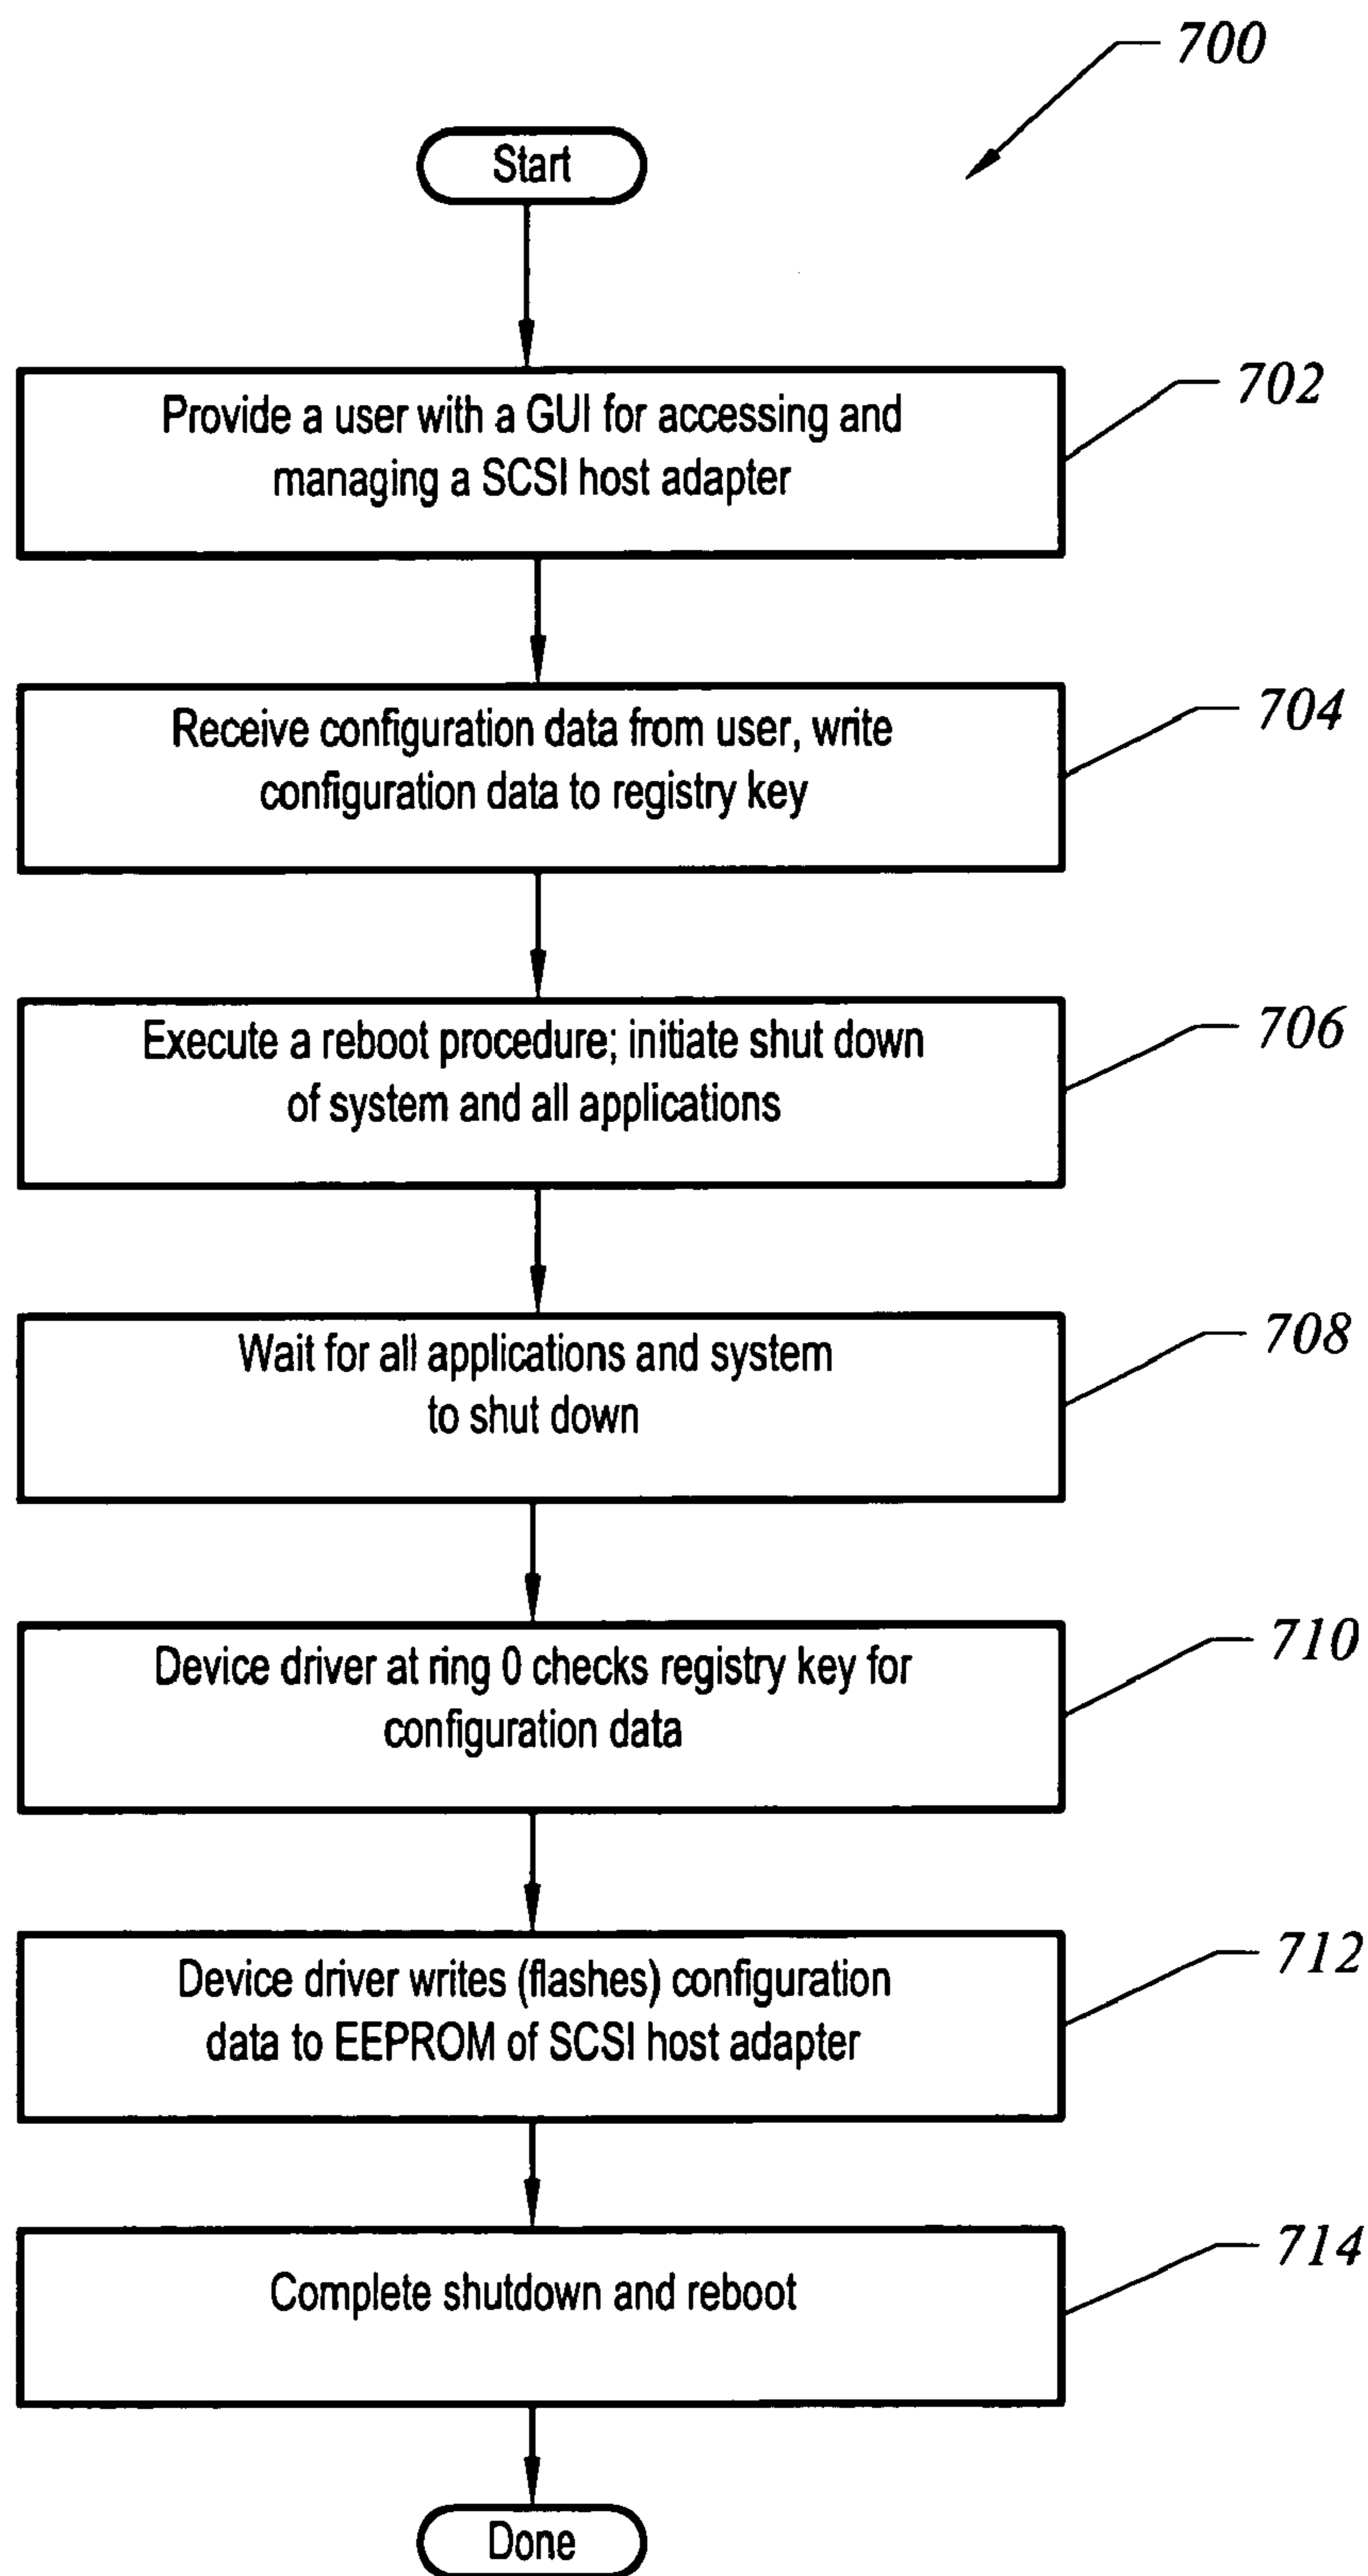 700
Start
702
Provide a user with a GUI for accessing and
managing a SCSI host adapter
704
Receive configuration data from user, write
configuration data to registry key
706
Execute a reboot procedure; initiate shut down
of system and all applications
708
Wait for all applications and system
to shut down
710
Device driver at ring 0 checks registry key for
configuration data
712
Device driver writes (flashes) configuration
data to EEPROM of SCSI host adapter
714
Complete shutdown and reboot
Done